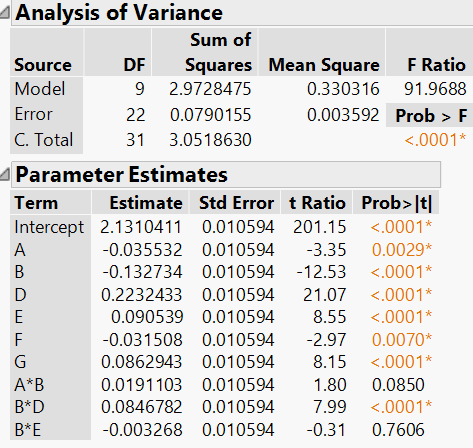 Analysis of Variance
Sum of
Source DF Squares Mean Square F Ratio
Model 9 2.9728475 0.330316 91.9688
Error 22 0.0790155 0.003592 Prob > F
C. Total 31 3.0518630 <.0001*
Parameter Estimates
Term Estimate Std Error t Ratio Prob>|t|
Intercept 2.1310411 0.010594 201.15 <.0001*
A -0.035532 0.010594 -3.35 0.0029*
B -0.132734 0.010594 -12.53 <.0001*
D 0.2232433 0.010594 21.07 <.0001*
E 0.090539 0.010594 8.55 <.0001*
F -0.031508 0.010594 -2.97 0.0070*
G 0.0862943 0.010594 8.15 <.0001*
A*B 0.0191103 0.010594 1.80 0.0850
B*D 0.0846782 0.010594 7.99 <.0001*
B*E -0.003268 0.010594 -0.31 0.7606